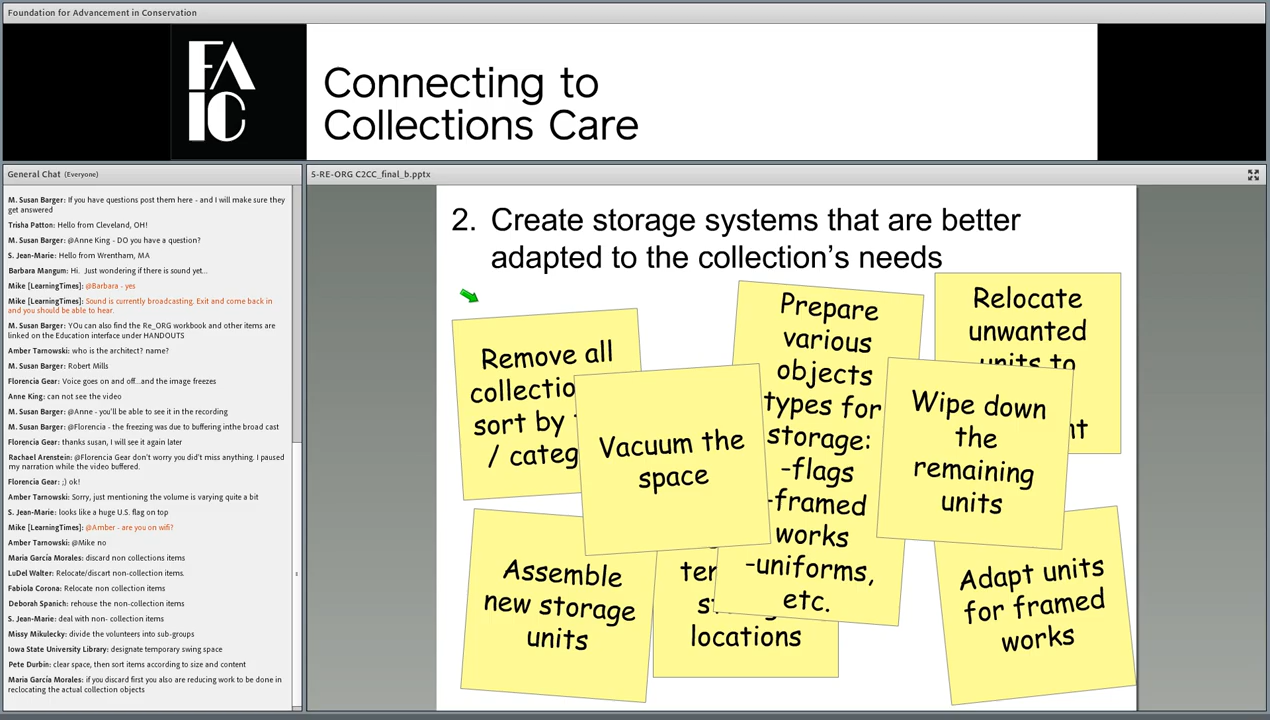 Foundation for Advancement in Conservation
FA
IC
Connecting to
Collections Care
General Chat (Everyone)
M. Susan Barger: If you have questions post them here - and I will make sure they
get answered
Trisha Patton: Hello from Cleveland, OH!
M. Susan Barger: @Anne King - DO you have a question?
S. Jean-Marie: Hello from Wrentham, MA
Barbara Mangum: Hi.  Just wondering if there is sound yet...
Mike [LearningTimes]: @Barbara - yes
Mike [LearningTimes]: Sound is currently broadcasting. Exit and come back in
and you should be able to hear.
M. Susan Barger: YOu can also find the Re_ORG workbook and other items are
linked on the Education interface under HANDOUTS
Amber Tarnowski: who is the architect? name?
M. Susan Barger: Robert Mills
Florencia Gear: Voice goes on and off...and the image freezes
Anne King: can not see the video
M. Susan Barger: @Anne - you'll be able to see it in the recording
M. Susan Barger: @Florencia - the freezing was due to buffering inthe broad cast
Florencia Gear: thanks susan, I will see it again later
Rachael Arenstein: @Florencia Gear don't worry you did't miss anything. I paused
my narration while the video buffered.
Florencia Gear: ;) ok!
Amber Tarnowski: Sorry, just mentioning the volume is varying quite a bit
S. Jean-Marie: looks like a huge U.S. flag on top
Mike [LearningTimes]: @Amber - are you on wifi?
Amber Tarnowski: @Mike no
Maria García Morales: discard non collections items
LuDel Walter: Relocate/discart non-collection items.
Fabiola Corona: Relocate non collection items
Deborah Spanich: rehouse the non-collection items
S. Jean-Marie: deal with non- collection items
Missy Mikulecky: divide the volunteers into sub-groups
Iowa State University Library: designate temporary swing space
Pete Durbin: clear space, then sort items according to size and content
Maria García Morales: if you discard first you also are reducing work to be done in
reclocating the actual collection objects
5-RE-ORG C2CC_final_b.pptx
2. Create storage systems that are better
adapted to the collection's needs
Remove all
collectio
sort by
/ categ
Vacuum the
space
Prepare
various
objects
types for
storage:
-flags
-framed
works
-uniforms,
etc.
Relocate
unwanted
units to
Wipe down
the
remaining
units
Assemble
new storage
units
locations
Adapt units
for framed
works